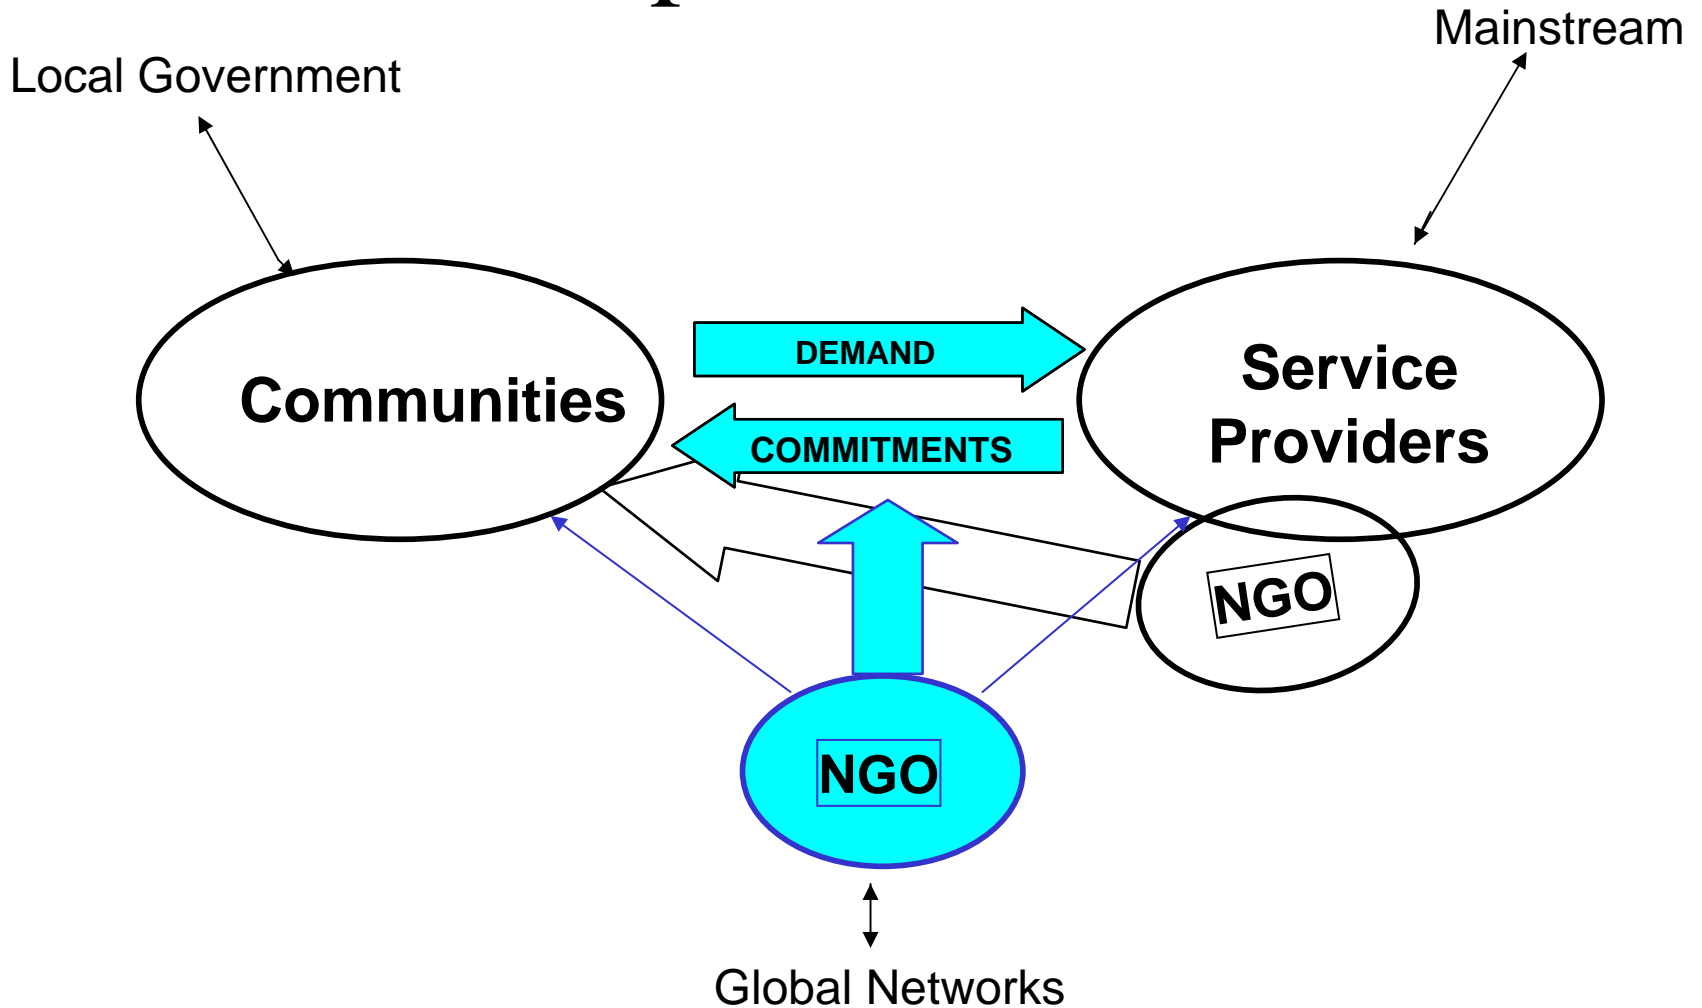 Mainstream
Local Government
DEMAND
Communities
Service
Providers
COMMITMENTS
NGO
NGO
Global Networks